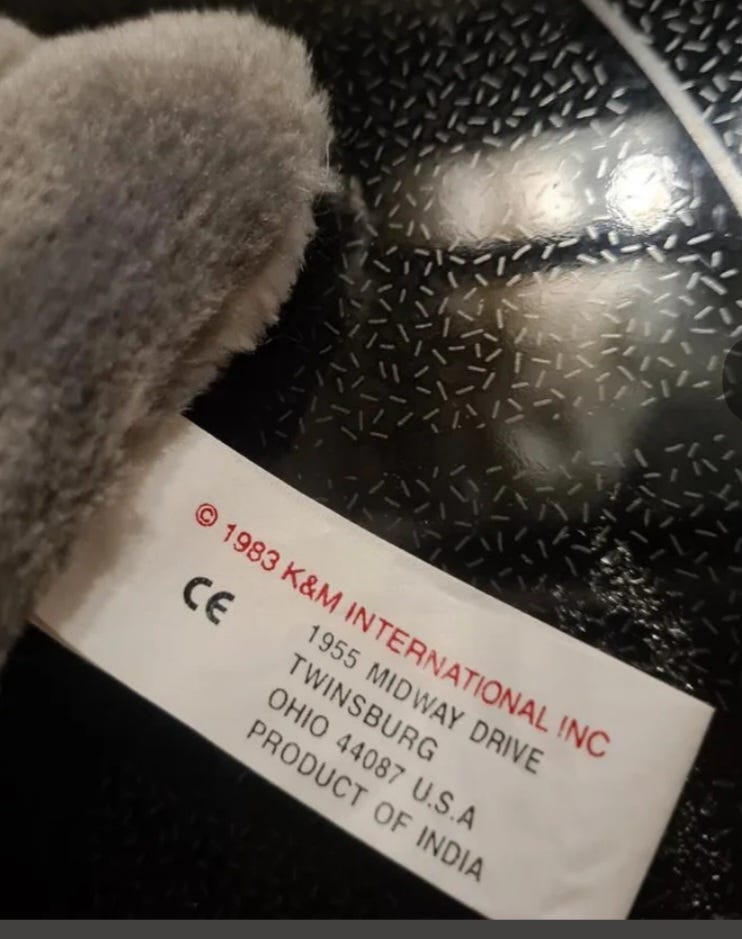 © 1983 K&M INTERNATIONAL INC
CE
1955 MIDWAY DRIVE
TWINSBURG
OHIO 44087 U.S.A
PRODUCT OF INDIA